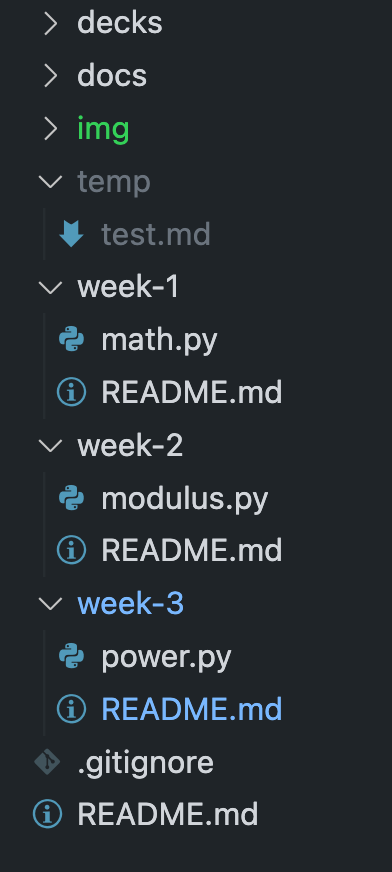 decks
docs
img
temp
test.md
week-1
math.py
README.md
week-2
modulus.py
README.md
week-3
power.py
README.md
.gitignore
README.md